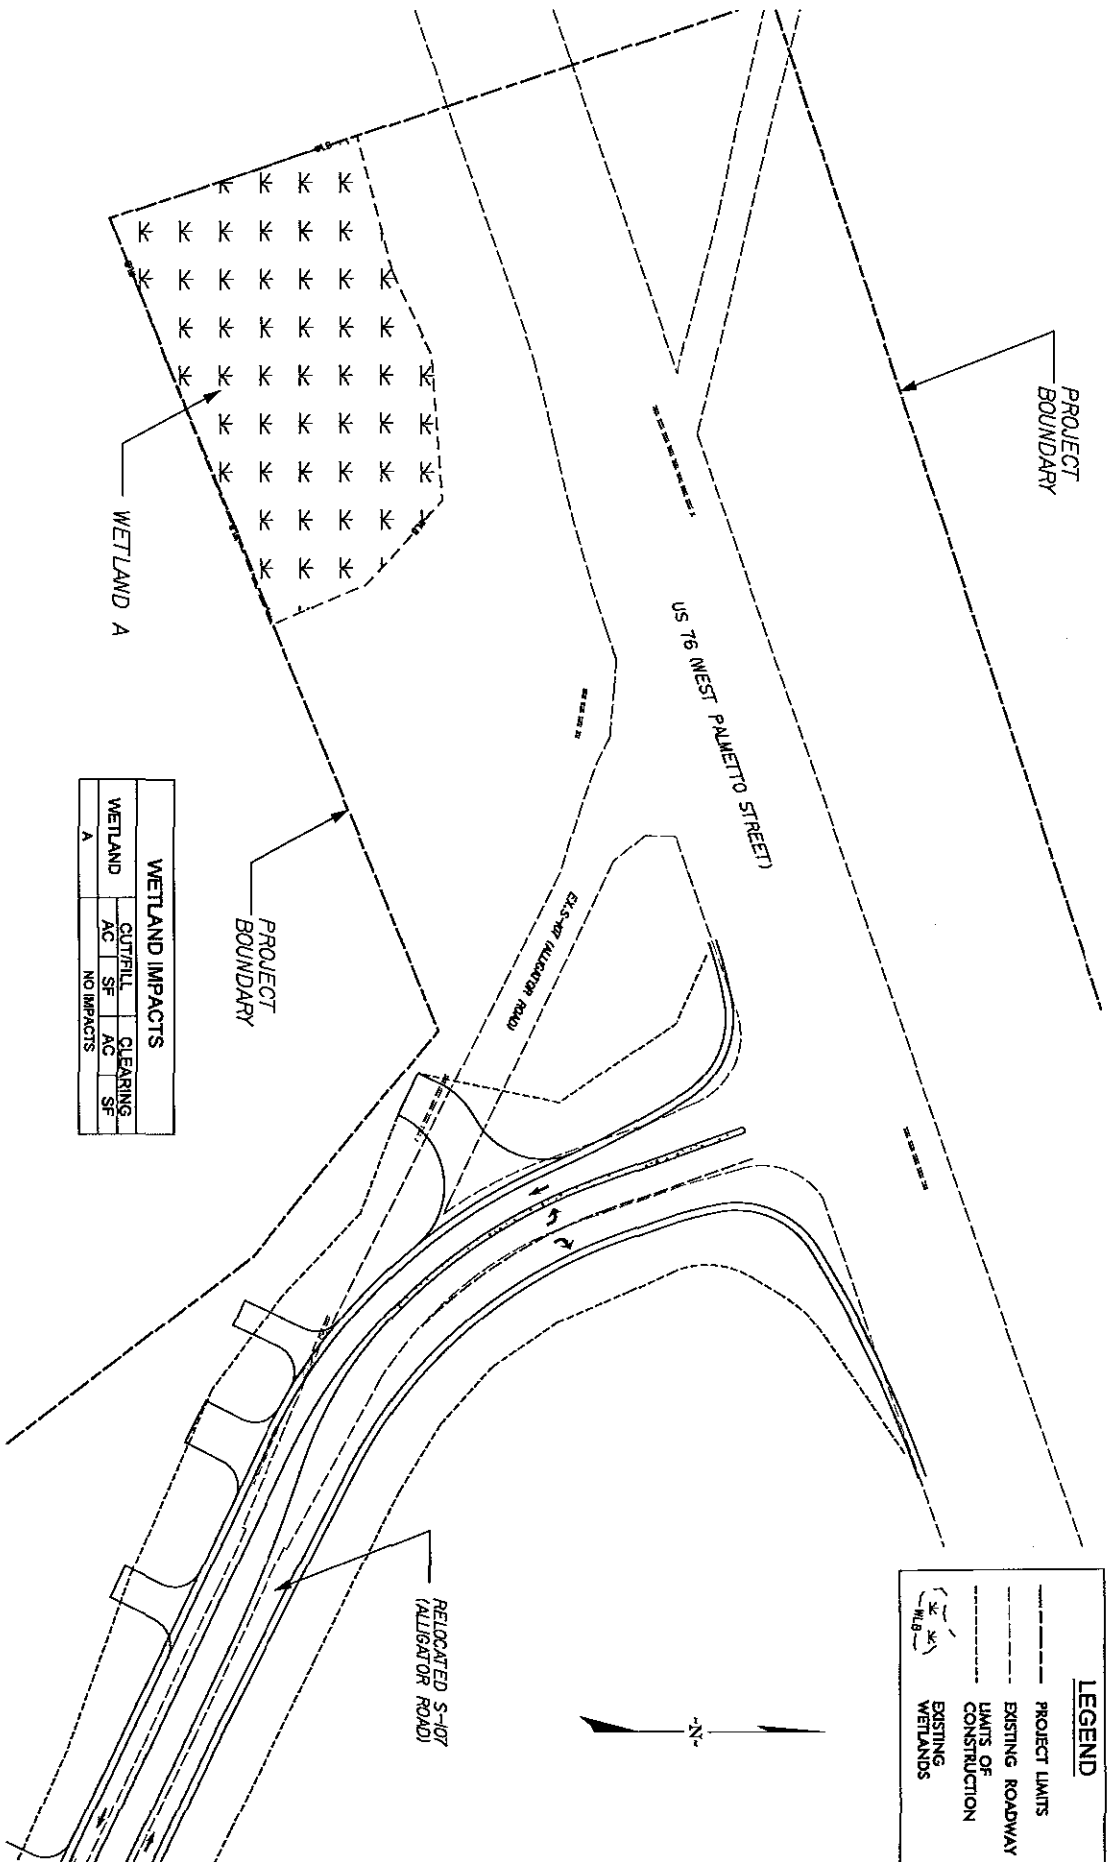 PROJECT
BOUNDARY
US 76 (WEST PALMETTO STREET)
WETLAND A
EX.S-107 (ALLIGATOR ROAD)
PROJECT
BOUNDARY
RELOCATED S-107
(ALLIGATOR ROAD)
WETLAND IMPACTS
WETLAND CUT/FILL CLEARING
AC SF AC SF
A NO IMPACTS
-N-
LEGEND
PROJECT LIMITS
EXISTING ROADWAY
LIMITS OF
CONSTRUCTION
WLB
EXISTING
WETLANDS